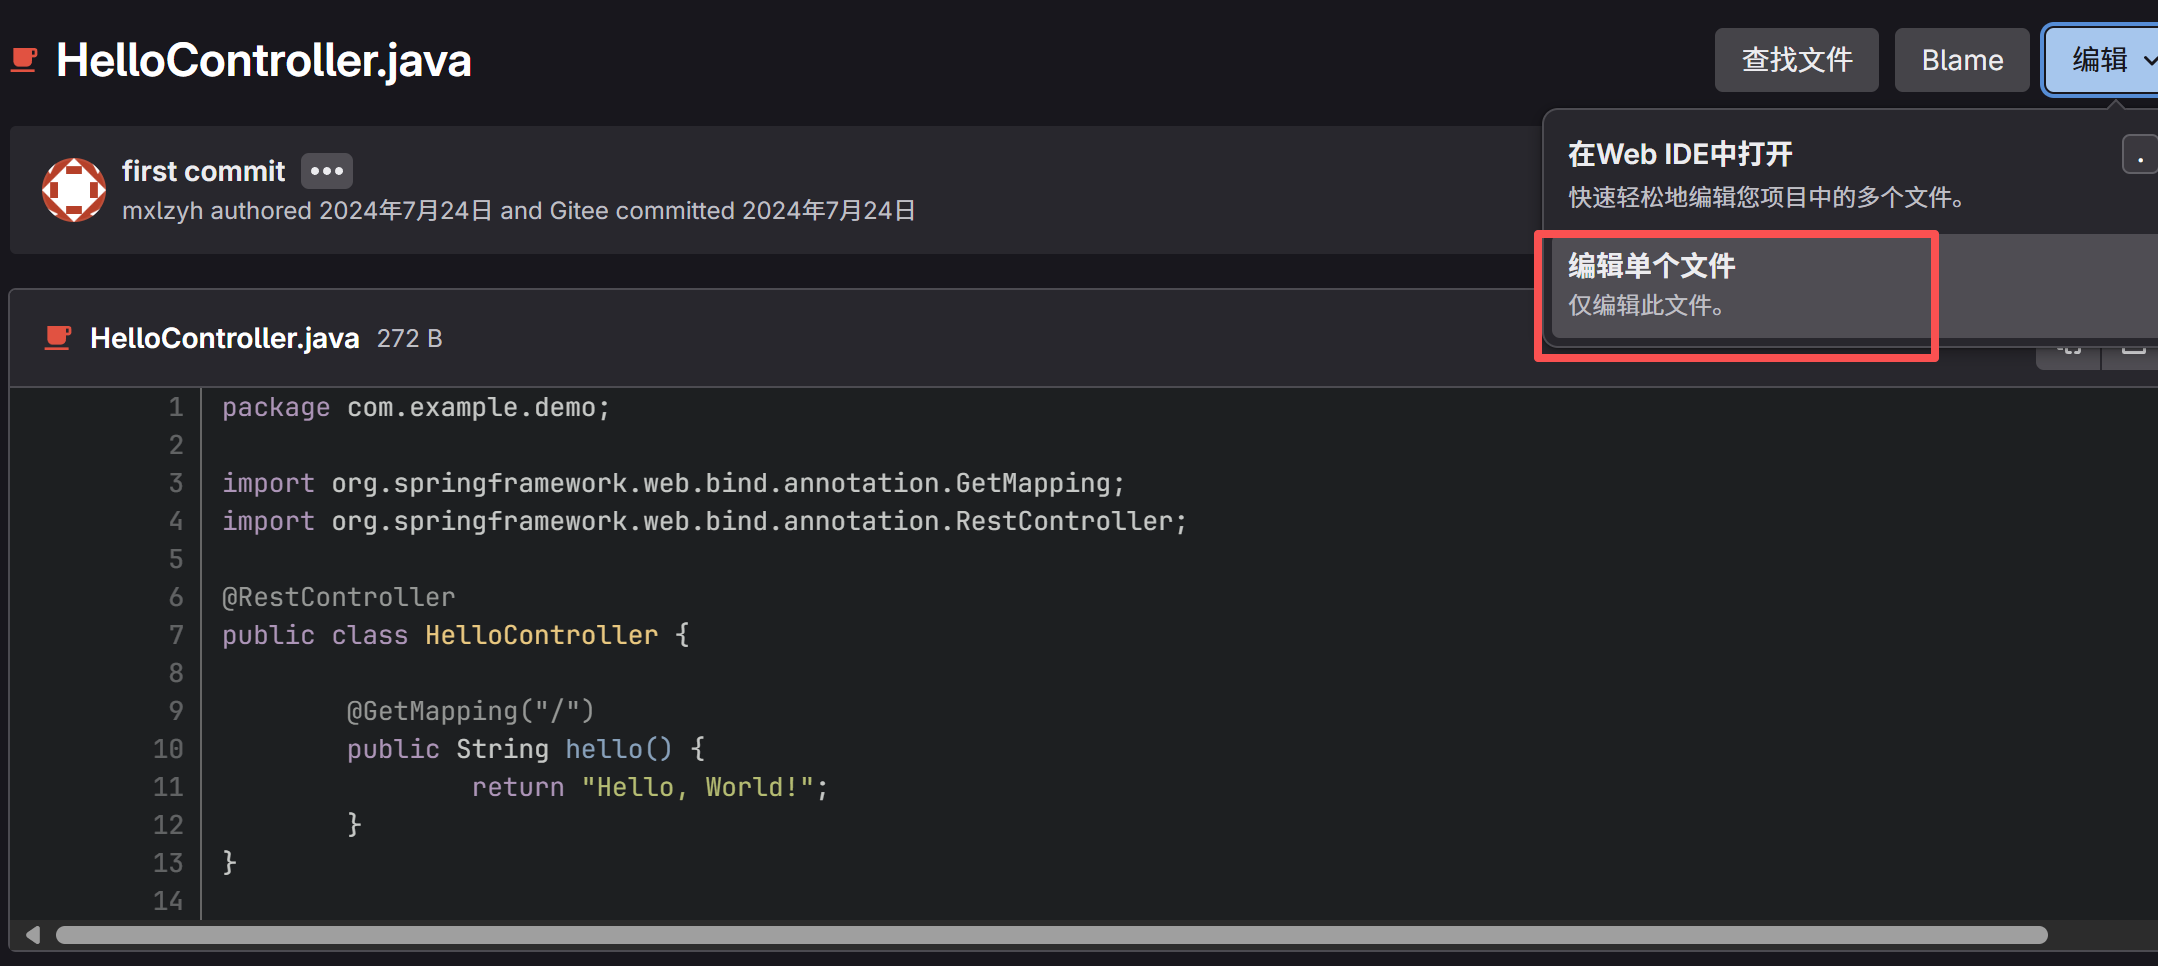 HelloController.java
查找文件
Blame
编辑
first commit
mxlzyh authored 2024年7月24日 and Gitee committed 2024年7月24日
在Web IDE中打开
.
快速轻松地编辑您项目中的多个文件。
编辑单个文件
仅编辑此文件。
HelloController.java 272 B
1 package com.example.demo;
2
3 import org.springframework.web.bind.annotation.GetMapping;
4 import org.springframework.web.bind.annotation.RestController;
5
6 @RestController
7 public class HelloController {
8
9 @GetMapping("/")
10 public String hello() {
11 return "Hello, World!";
12 }
13 }
14